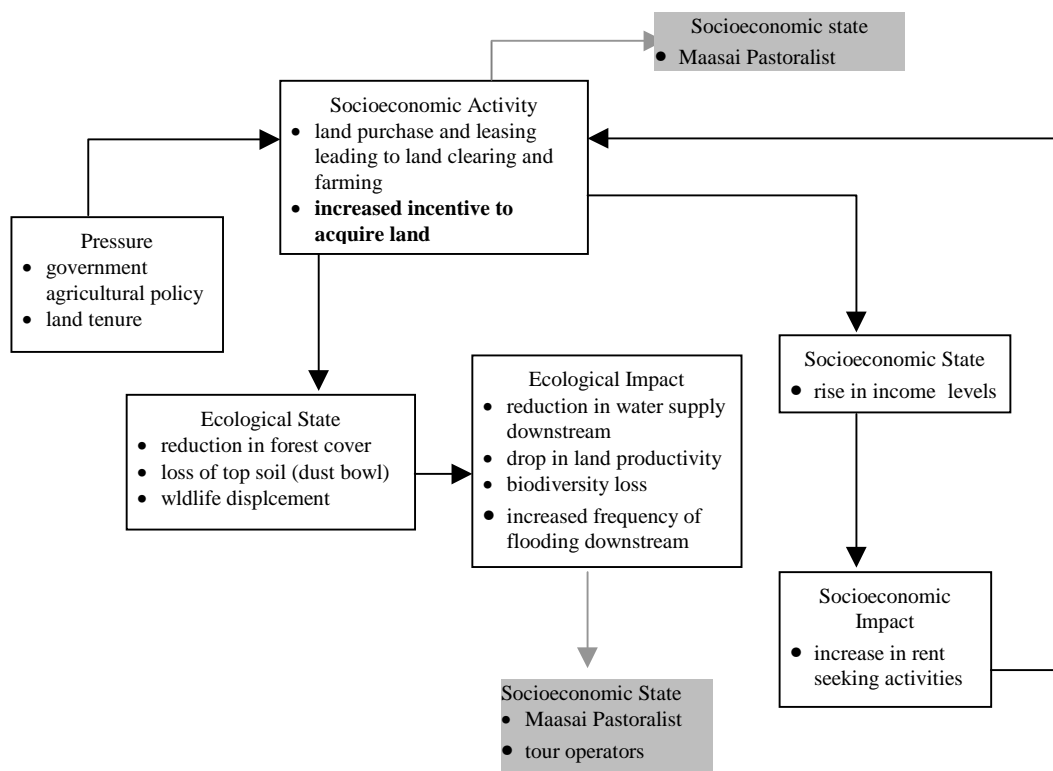 Socioeconomic state
• Maasai Pastoralist
Socioeconomic Activity
• land purchase and leasing
leading to land clearing and
farming
• increased incentive to
acquire land
Pressure
• government
agricultural policy
• land tenure
Socioeconomic State
• rise in income levels
Ecological Impact
• reduction in water supply
downstream
• drop in land productivity
• biodiversity loss
• increased frequency of
flooding downstream
Ecological State
• reduction in forest cover
• loss of top soil (dust bowl)
• wldlife displcement
Socioeconomic
Impact
• increase in rent
seeking activities
Socioeconomic State
• Maasai Pastoralist
• tour operators